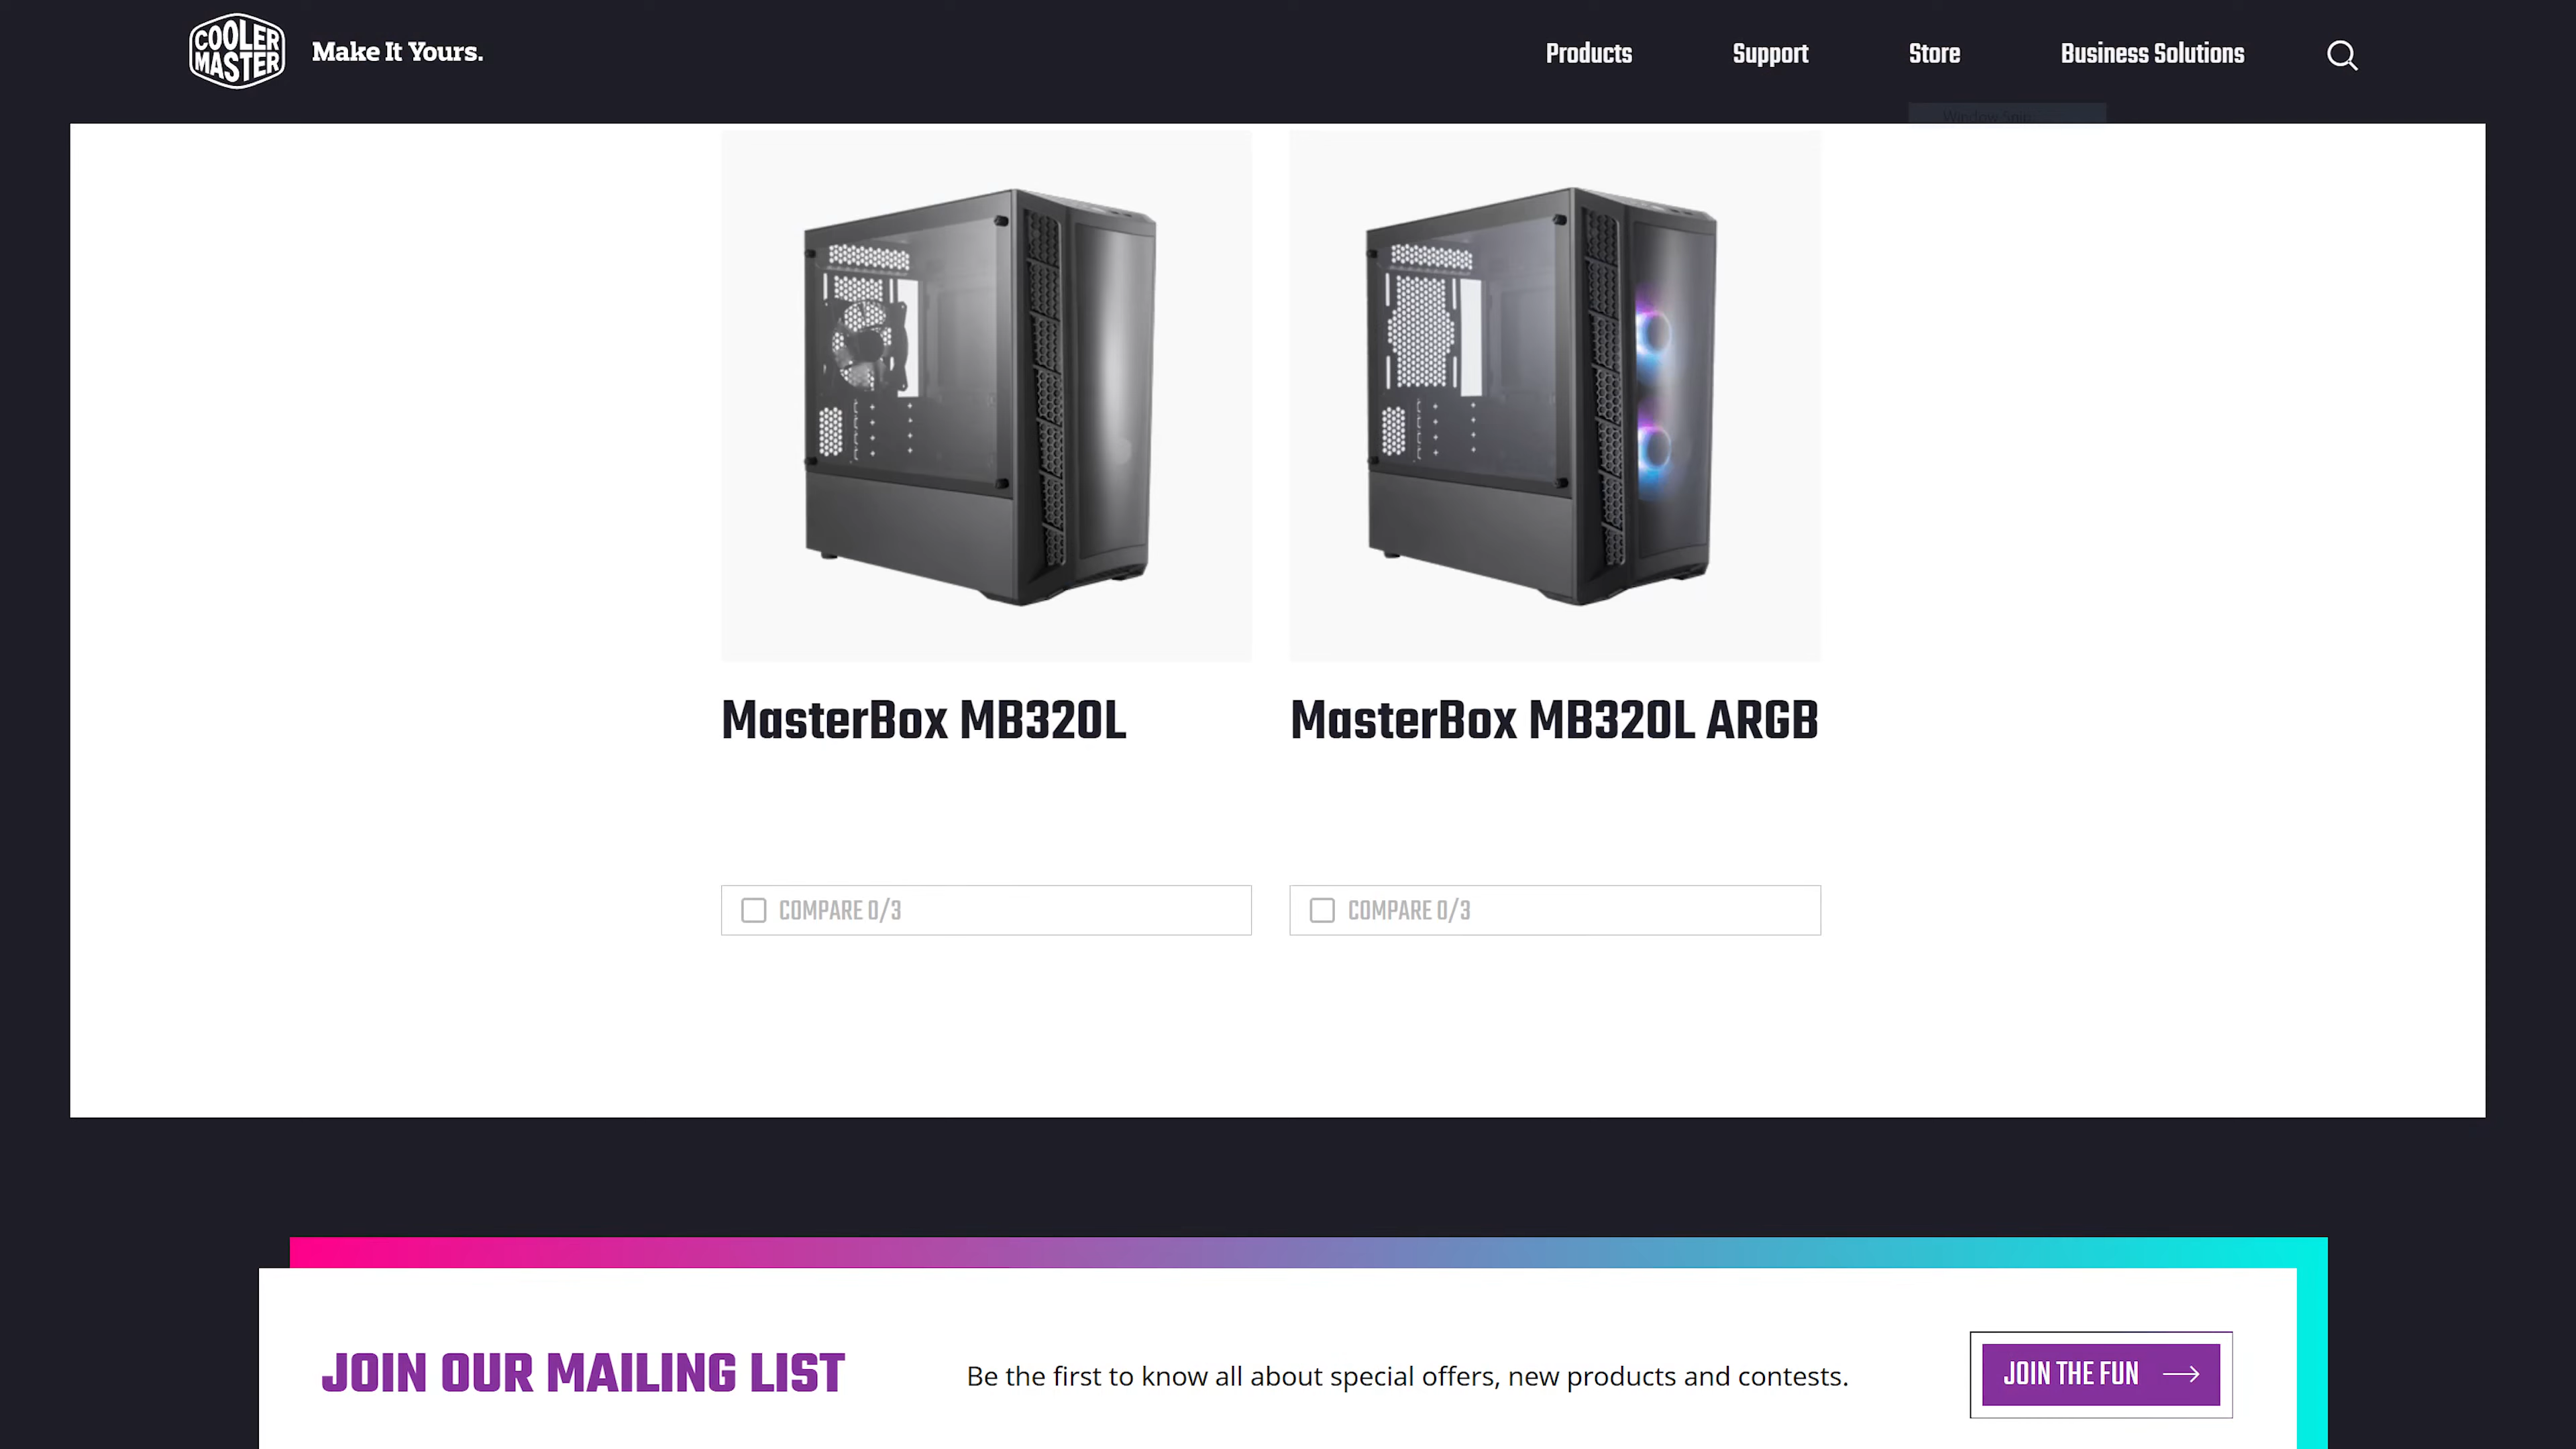 COOLER
MASTER
Make It Yours.
Products
Support
Store
Business Solutions
Window Snip
MasterBox MB320L
MasterBox MB320L ARGB
COMPARE 0/3
COMPARE 0/3
JOIN OUR MAILING LIST
Be the first to know all about special offers, new products and contests.
JOIN THE FUN